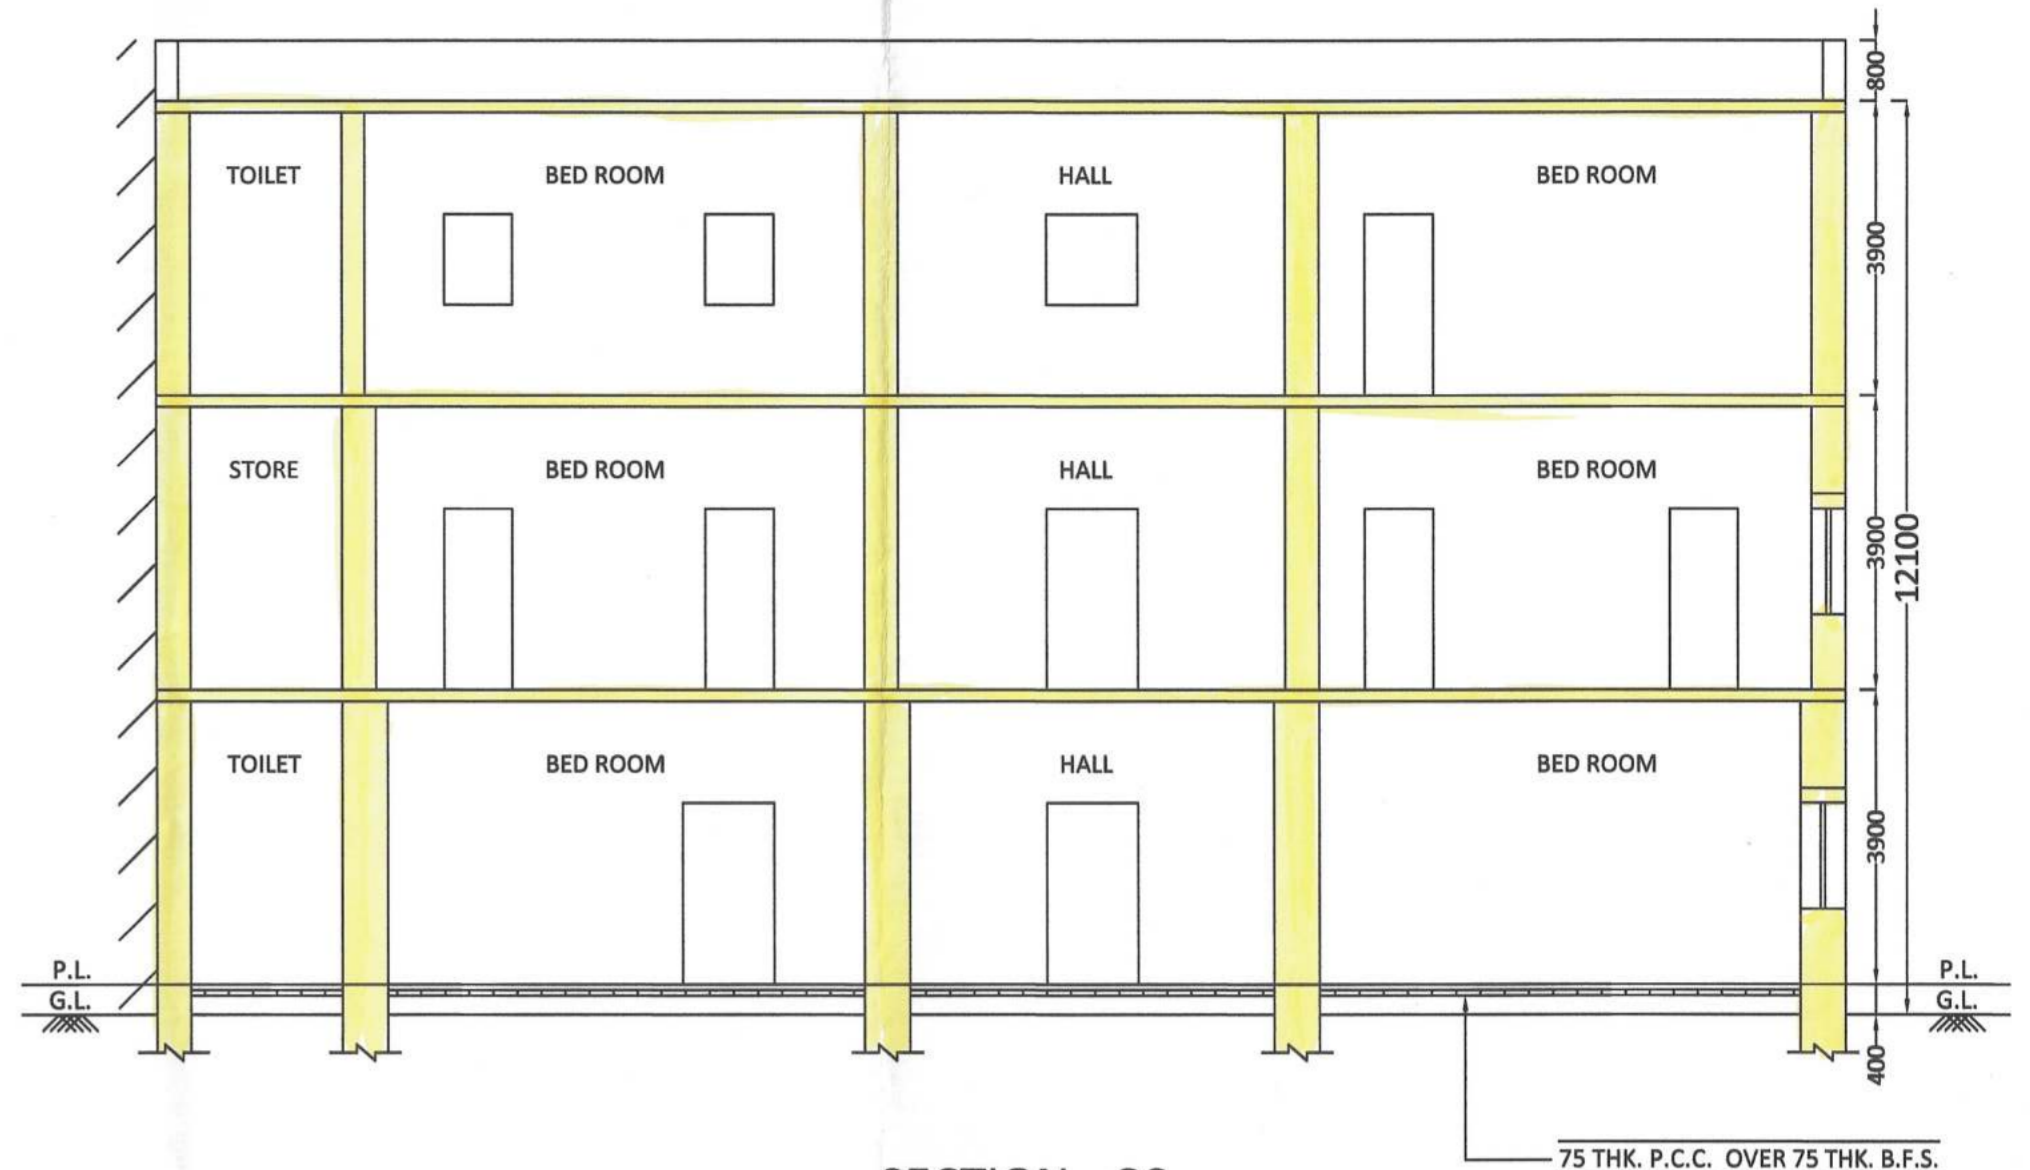 800
TOILET BED ROOM HALL BED ROOM
3900
STORE BED ROOM HALL BED ROOM
3900
12100
TOILET BED ROOM HALL BED ROOM
3900
P.L. P.L.
G.L. G.L.
400
75 THK. P.C.C. OVER 75 THK. B.F.S.